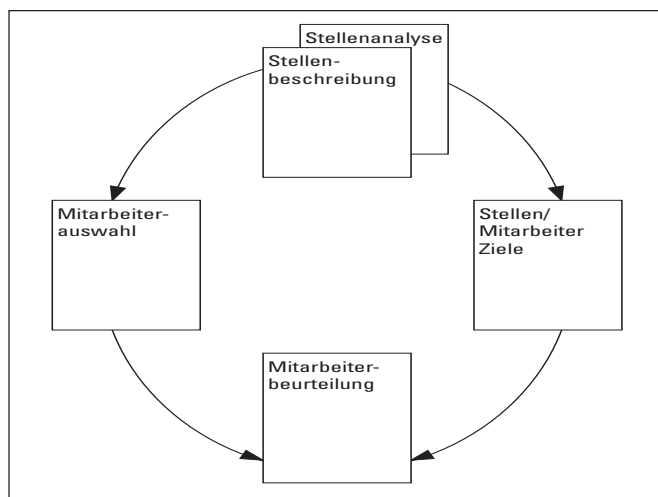 Stellenanalyse
Stellen-
beschreibung
Mitarbeiter-
auswahl
Stellen/
Mitarbeiter
Ziele
Mitarbeiter-
beurteilung